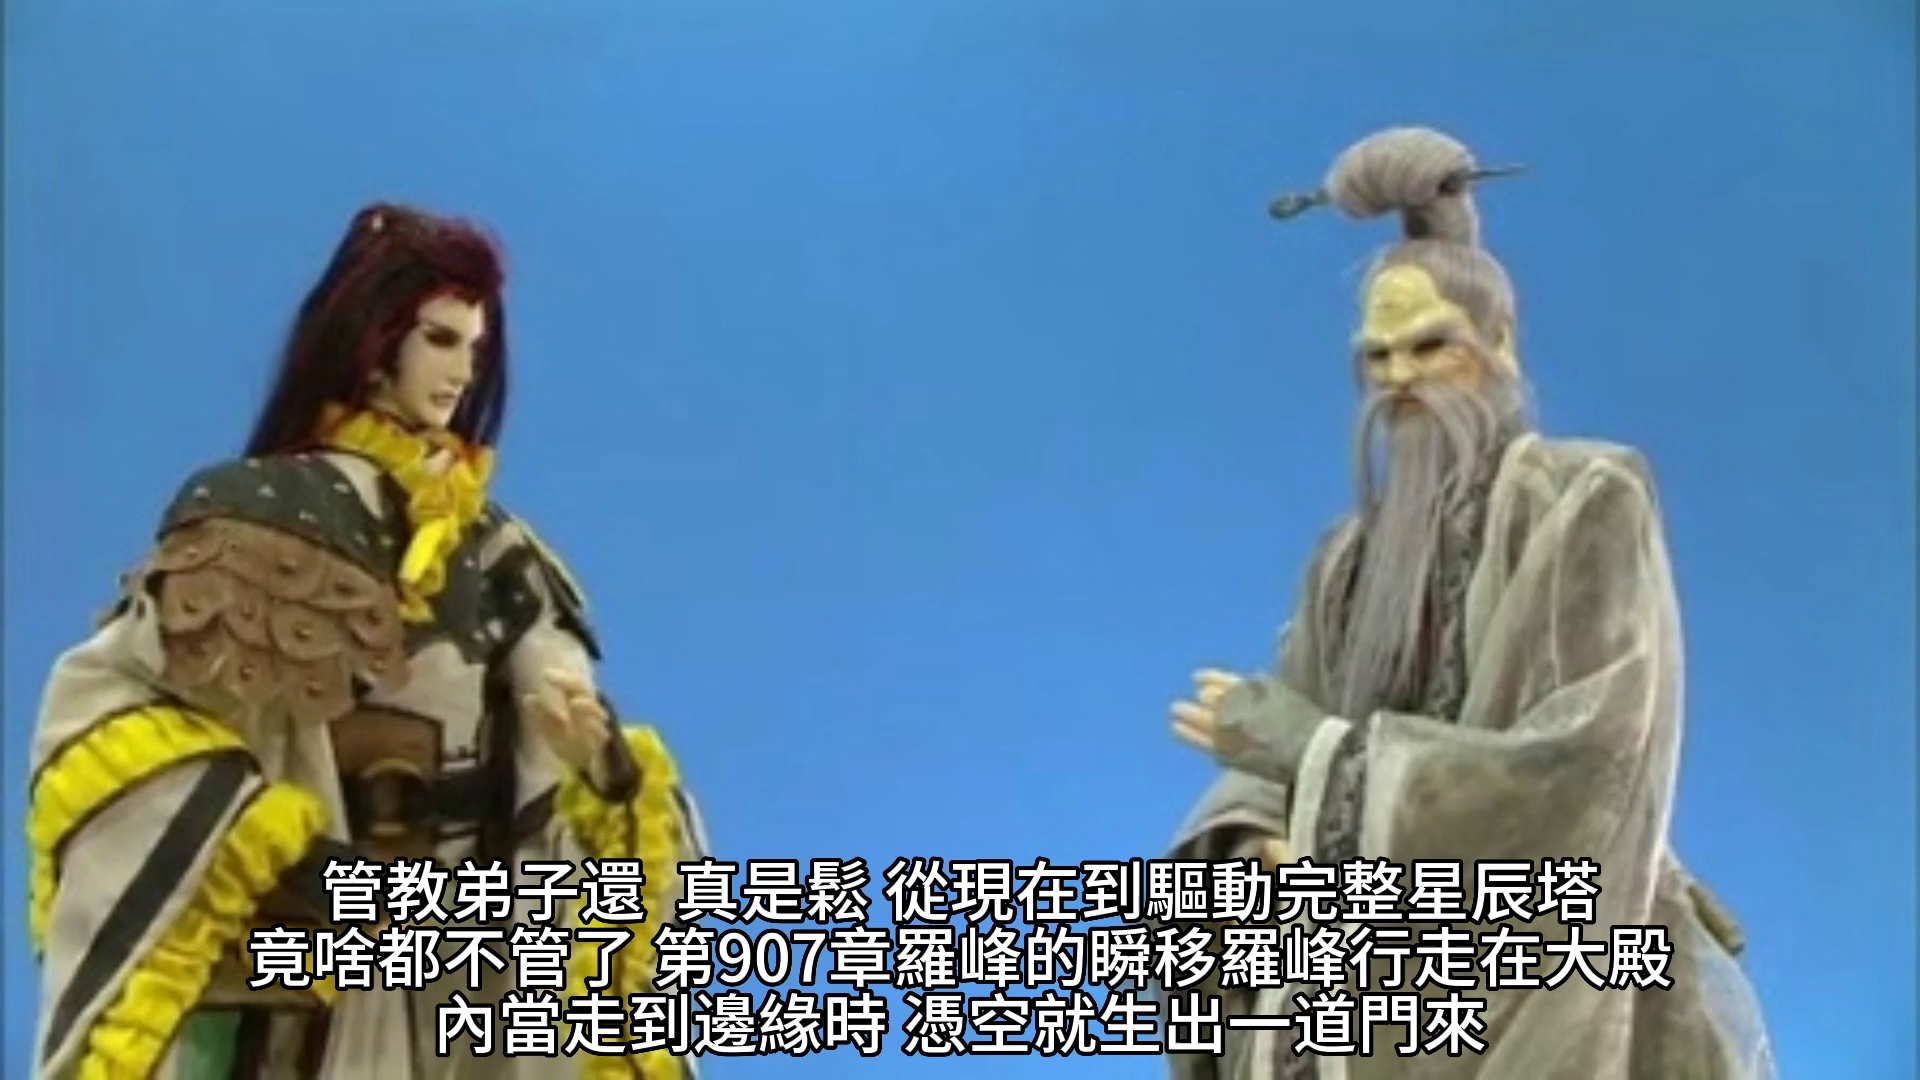 管教弟子還 真是鬆 從現在到驅動完整星辰塔
竟啥都不管了 第907章羅峰的瞬移羅峰行走在大殿
內當走到邊緣時 憑空就生出一道門來